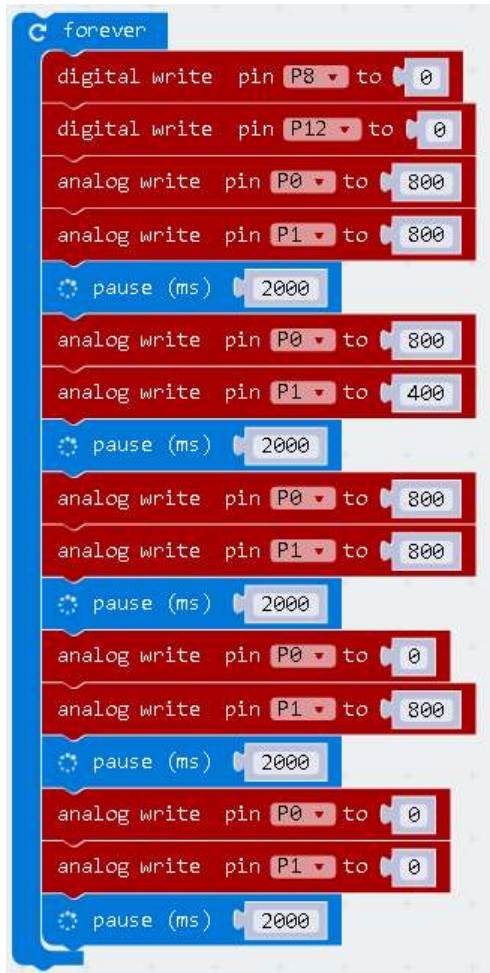 forever
digital write pin P8 to 0
digital write pin P12 to 0
analog write pin P0 to 800
analog write pin P1 to 800
pause (ms) 2000
analog write pin P0 to 800
analog write pin P1 to 400
pause (ms) 2000
analog write pin P0 to 800
analog write pin P1 to 800
pause (ms) 2000
analog write pin P0 to 0
analog write pin P1 to 800
pause (ms) 2000
analog write pin P0 to 0
analog write pin P1 to 0
pause (ms) 2000